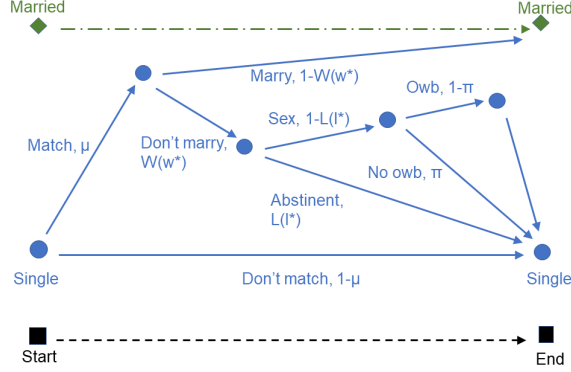 Married
Married
Marry, 1-W(w*)
Owb, 1-π
Sex, 1-L(l*)
Match, μ
Don't marry,
W(w*)
No owb, π
Abstinent,
L(l*)
Single
Don't match, 1-μ
Single
Start
End